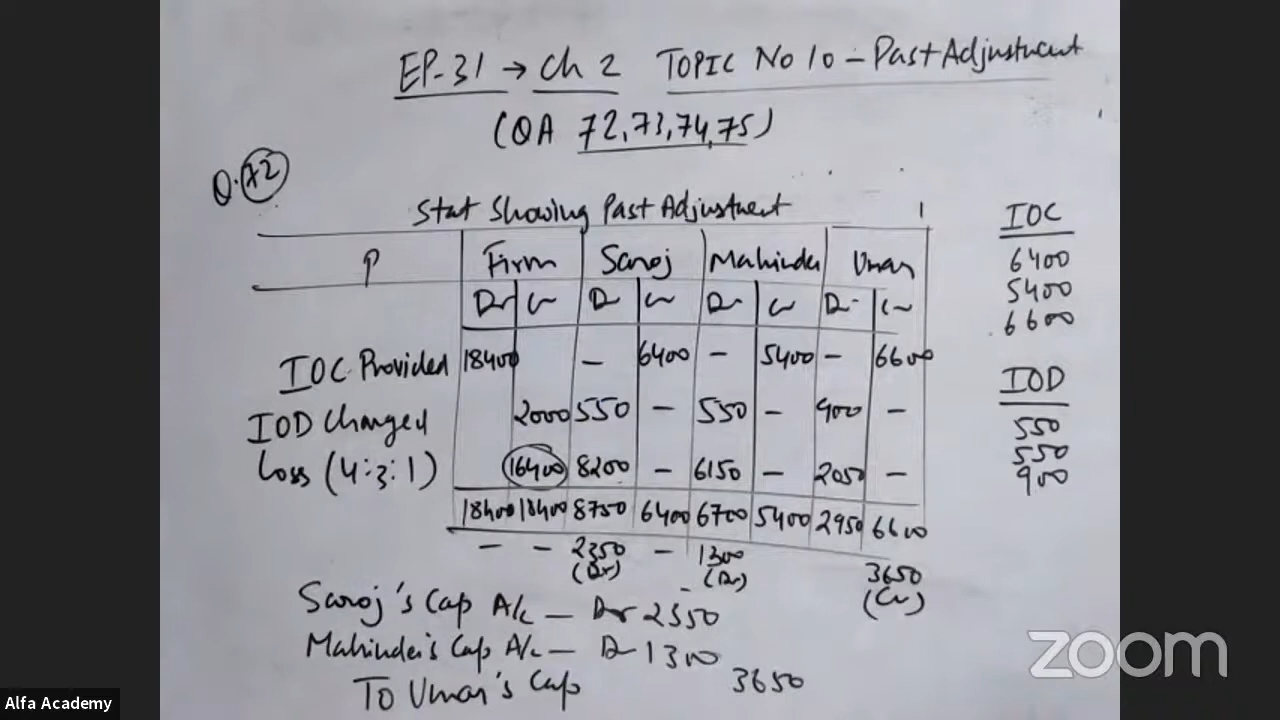 EP-31 → Ch 2 TOPIC No 10 - Past Adjustment
(QA 72,73,74,75)
Q.72
Stat Showing Past Adjustment
P Firm Saroj Mahinder Umar
Dr Cr Dr Cr Dr Cr Dr Cr
IOC Provided 18400 - 6400 - 5400 - 6600
IOD Charged 2000 550 - 550 - 900 -
Loss (4:3:1) 16400 8200 - 6150 - 2050 -
18400 18400 8750 6400 6700 5400 2950 6600
- - 2350 (Dr) - 1300 (Dr) 3650 (Cr)
Saroj's Cap A/c - Dr 2350
Mahinder's Cap A/c - Dr 1300
To Umar's Cap 3650
IOC
6400
5400
6600
IOD
550
550
900
zoom
Alfa Academy